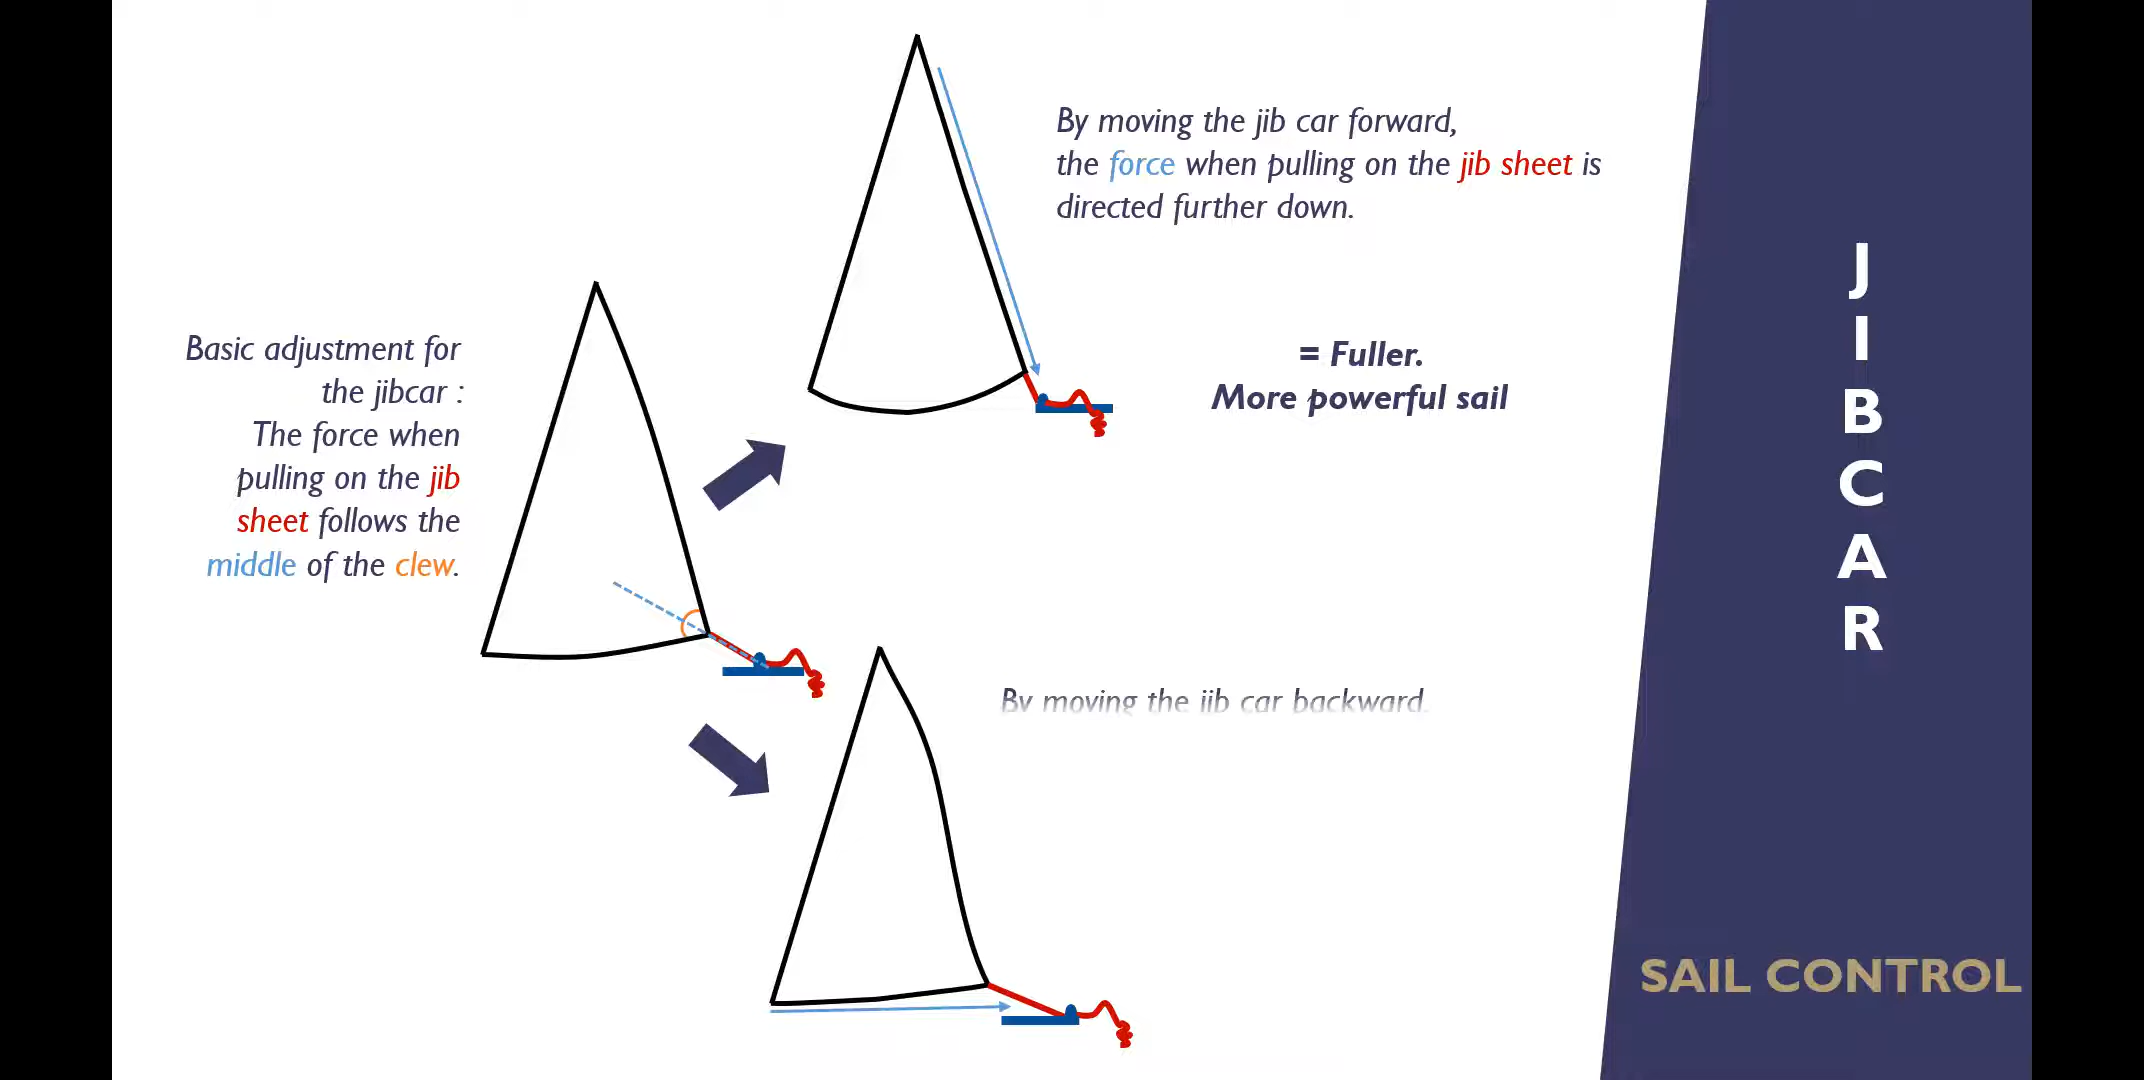 By moving the jib car forward,
the force when pulling on the jib sheet is
directed further down.
= Fuller.
More powerful sail
Basic adjustment for
the jibcar :
The force when
pulling on the jib
sheet follows the
middle of the clew.
By moving the jib car backward,
J
I
B
C
A
R
SAIL CONTROL